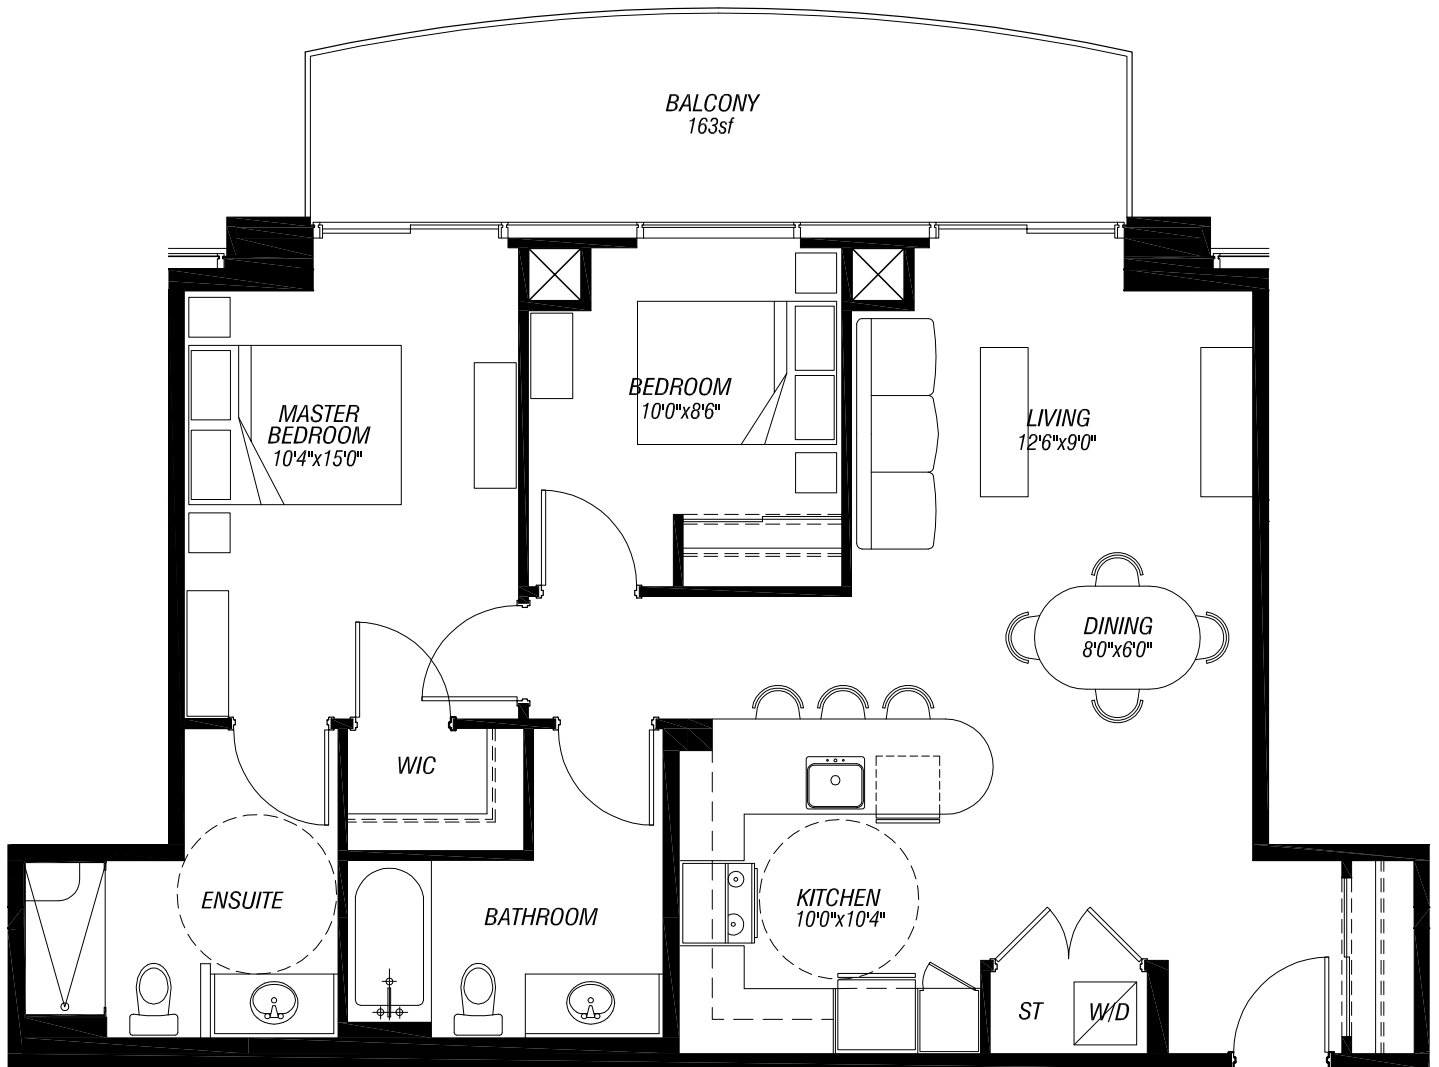 BALCONY
163sf
MASTER
BEDROOM
10'4"x15'0"
BEDROOM
10'0"x8'6"
LIVING
12'6"x9'0"
DINING
8'0"x6'0"
WIC
ENSUITE
BATHROOM
KITCHEN
10'0"x10'4"
ST
W/D